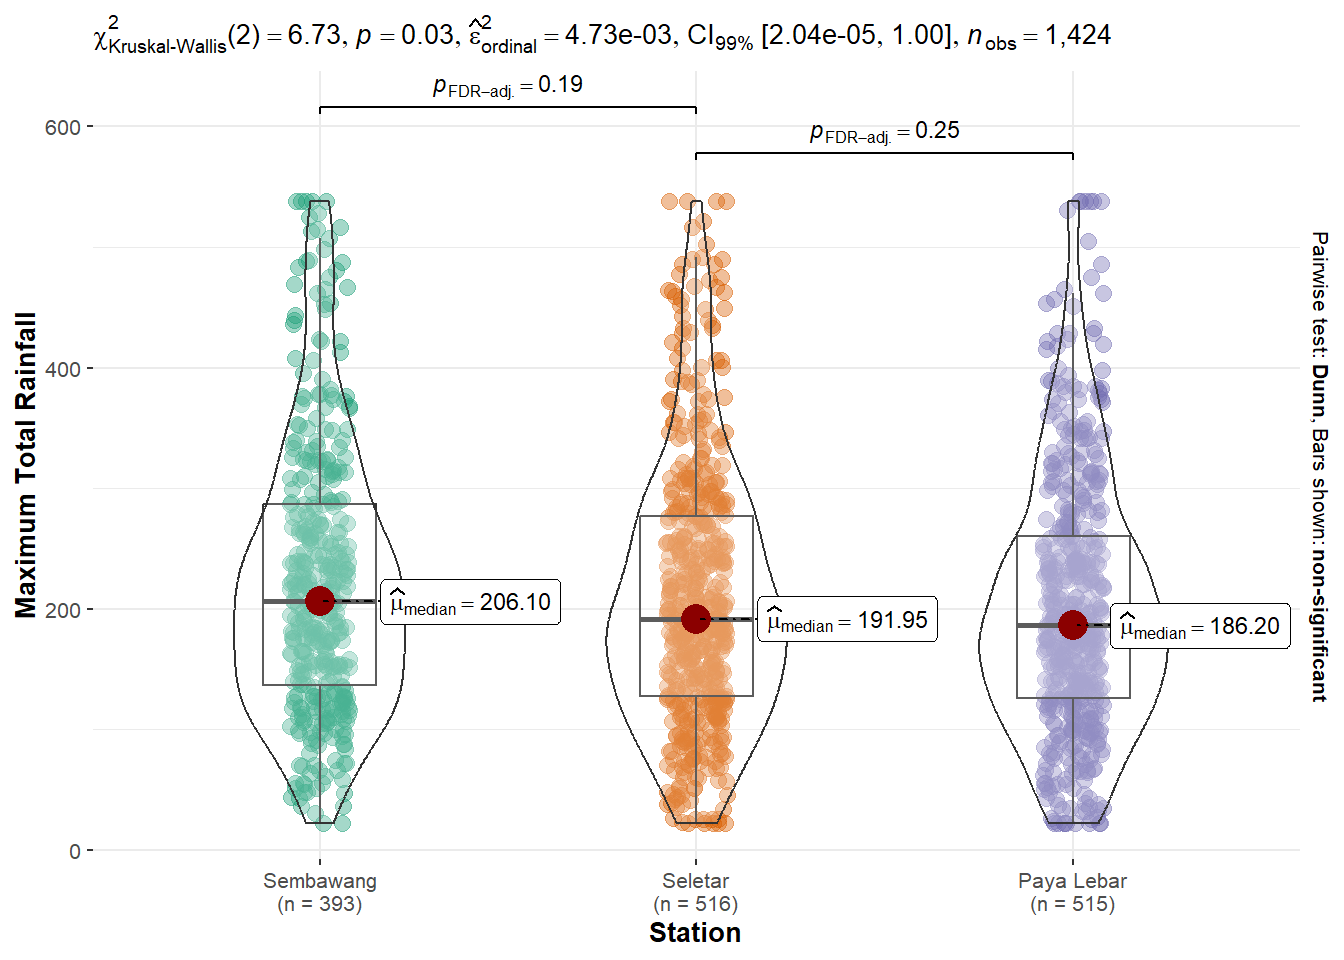 χ²Kruskal-Wallis(2) = 6.73, p = 0.03, ε̂²ordinal = 4.73e-03, CI99% [2.04e-05, 1.00], nobs = 1,424
pFDR−adj. = 0.19
pFDR−adj. = 0.25
600
400
200
0
Maximum Total Rainfall
μ̂median = 206.10
μ̂median = 191.95
μ̂median = 186.20
Pairwise test: Dunn, Bars shown: non-significant
Sembawang
(n = 393)
Seletar
(n = 516)
Paya Lebar
(n = 515)
Station